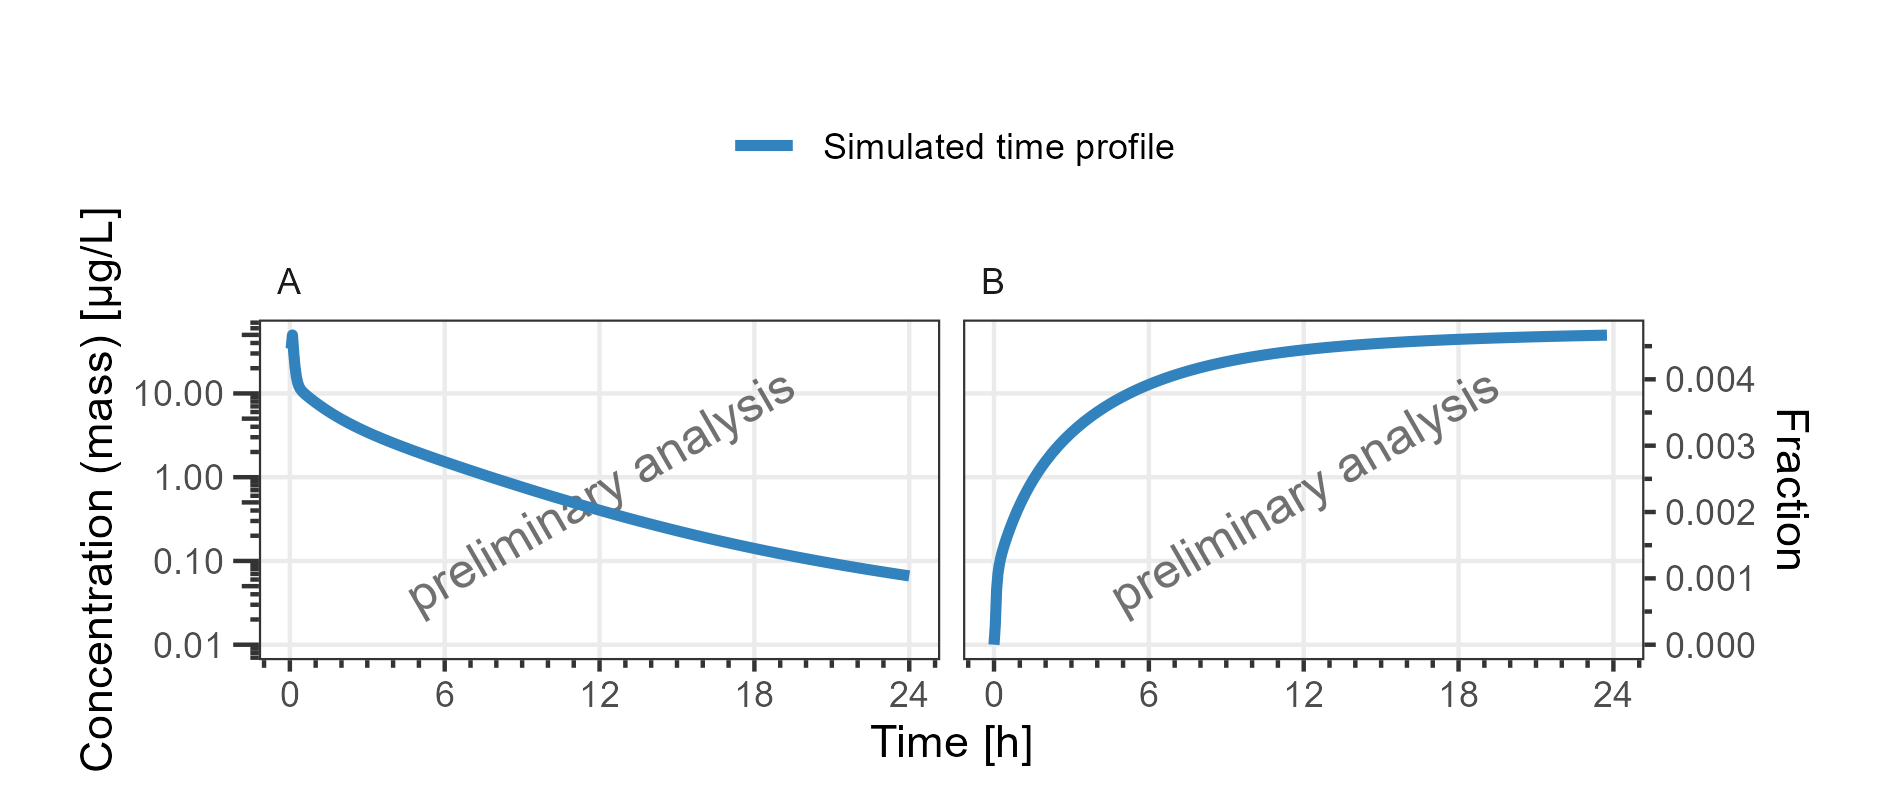 Simulated time profile
A
B
Concentration (mass) [µg/L]
10.00
1.00
0.10
0.01
preliminary analysis
preliminary analysis
0.004
0.003
0.002
0.001
0.000
Fraction
0 6 12 18 24
0 6 12 18 24
Time [h]